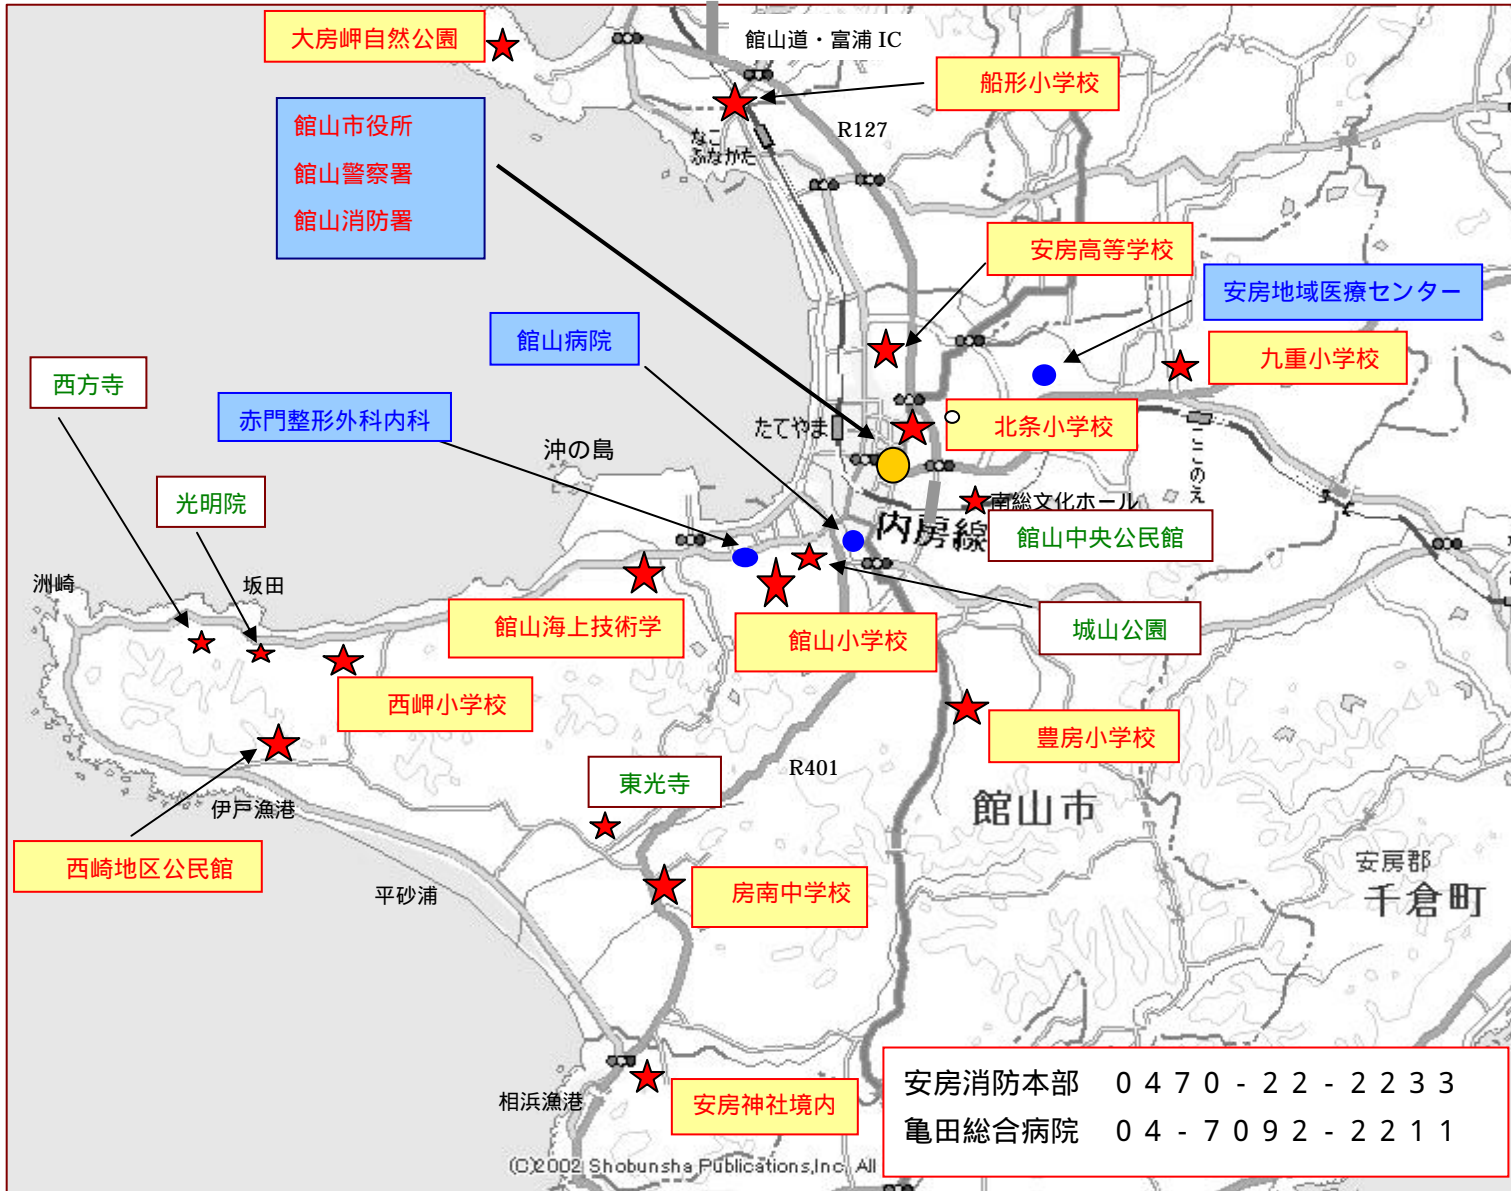 大房岬自然公園
館山道・富浦 IC
船形小学校
館山市役所
館山警察署
館山消防署
R127
なこ
ふなかた
安房高等学校
安房地域医療センター
館山病院
九重小学校
西方寺
赤門整形外科内科
たてやま
北条小学校
沖の島
ここのえ
光明院
南総文化ホール
内房線
館山中央公民館
洲崎
坂田
館山海上技術学
館山小学校
城山公園
西岬小学校
豊房小学校
東光寺
R401
館山市
伊戸漁港
西崎地区公民館
平砂浦
房南中学校
安房郡
千倉町
相浜漁港
安房神社境内
安房消防本部 0470-22-2233
亀田総合病院 04-7092-2211
(C)2002 Shobunsha Publications,Inc. All